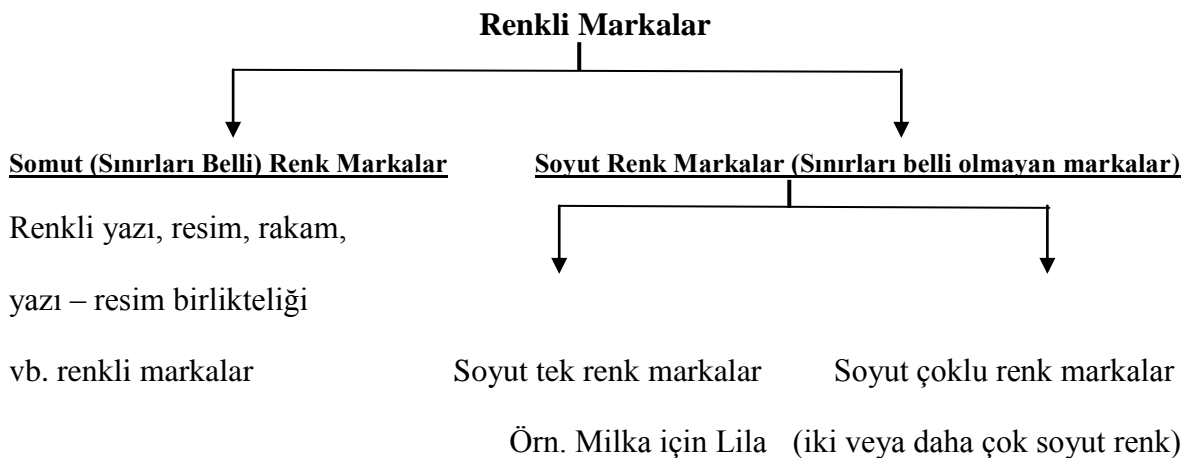 Renkli Markalar
Somut (Sınırları Belli) Renk Markalar
Soyut Renk Markalar (Sınırları belli olmayan markalar)
Renkli yazı, resim, rakam,
yazı – resim birlikteliği
vb. renkli markalar
Soyut tek renk markalar
Soyut çoklu renk markalar
Örn. Milka için Lila
(iki veya daha çok soyut renk)